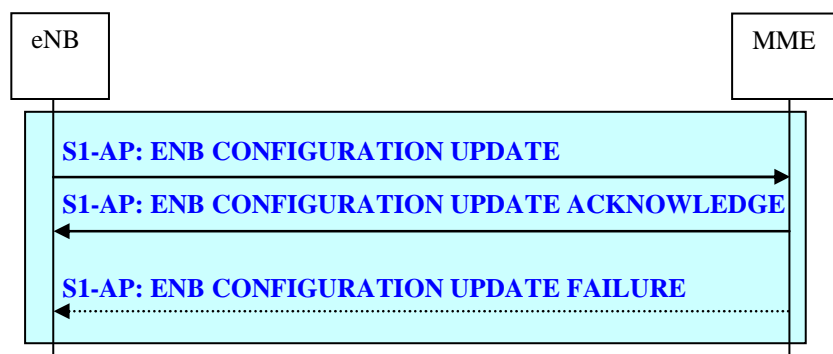 eNB
MME
S1-AP: ENB CONFIGURATION UPDATE
S1-AP: ENB CONFIGURATION UPDATE ACKNOWLEDGE
S1-AP: ENB CONFIGURATION UPDATE FAILURE